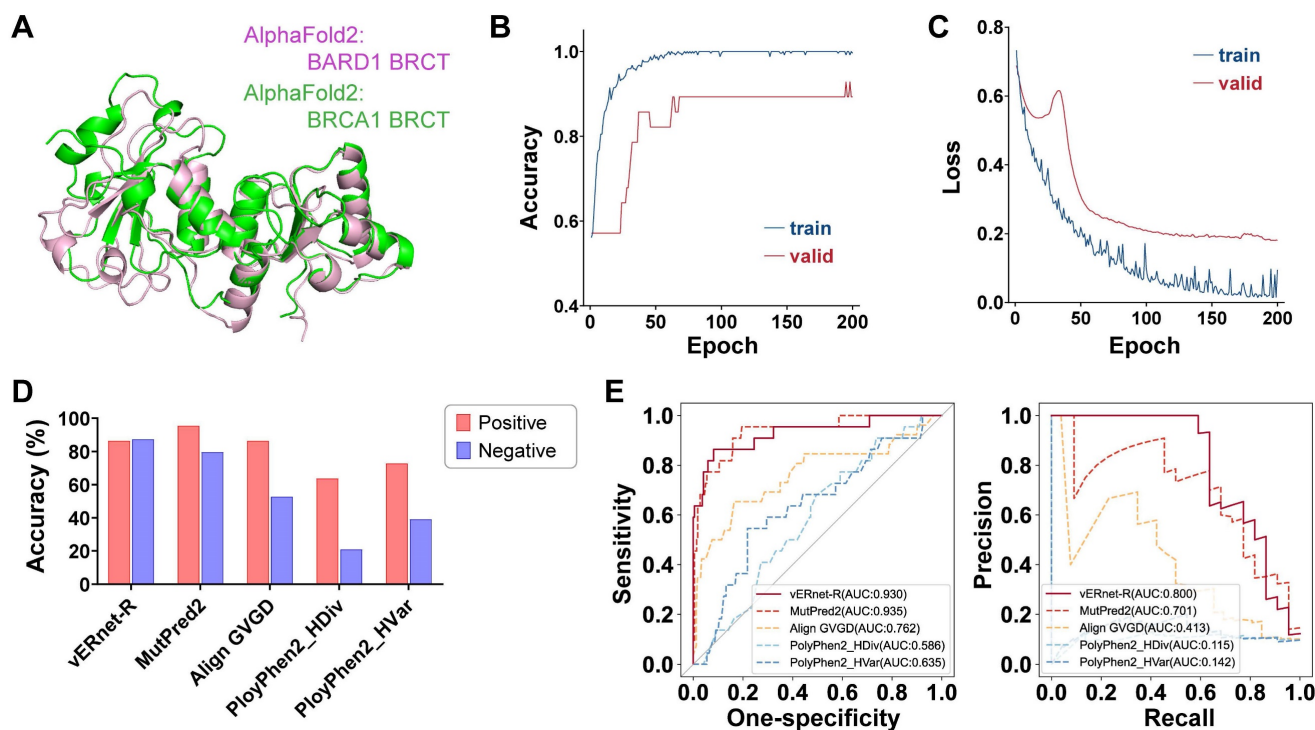 A
AlphaFold2:
BARD1 BRCT
AlphaFold2:
BRCA1 BRCT
B
Accuracy
1.0
0.8
0.6
0.4
train
valid
0
50
100
150
200
Epoch
C
Loss
0.8
0.6
0.4
0.2
0.0
train
valid
0
50
100
150
200
Epoch
D
Accuracy (%)
100
80
60
40
20
0
Positive
Negative
vERnet-R
MutPred2
Align GVGD
PloyPhen2_HDiv
PloyPhen2_HVar
E
Sensitivity
1.0
0.8
0.6
0.4
0.2
0.0
vERnet-R(AUC:0.930)
MutPred2(AUC:0.935)
Align GVGD(AUC:0.762)
PolyPhen2_HDiv(AUC:0.586)
PolyPhen2_HVar(AUC:0.635)
0.0 0.2 0.4 0.6 0.8 1.0
One-specificity
Precision
1.0
0.8
0.6
0.4
0.2
0.0
vERnet-R(AUC:0.800)
MutPred2(AUC:0.701)
Align GVGD(AUC:0.413)
PolyPhen2_HDiv(AUC:0.115)
PolyPhen2_HVar(AUC:0.142)
0.0 0.2 0.4 0.6 0.8 1.0
Recall